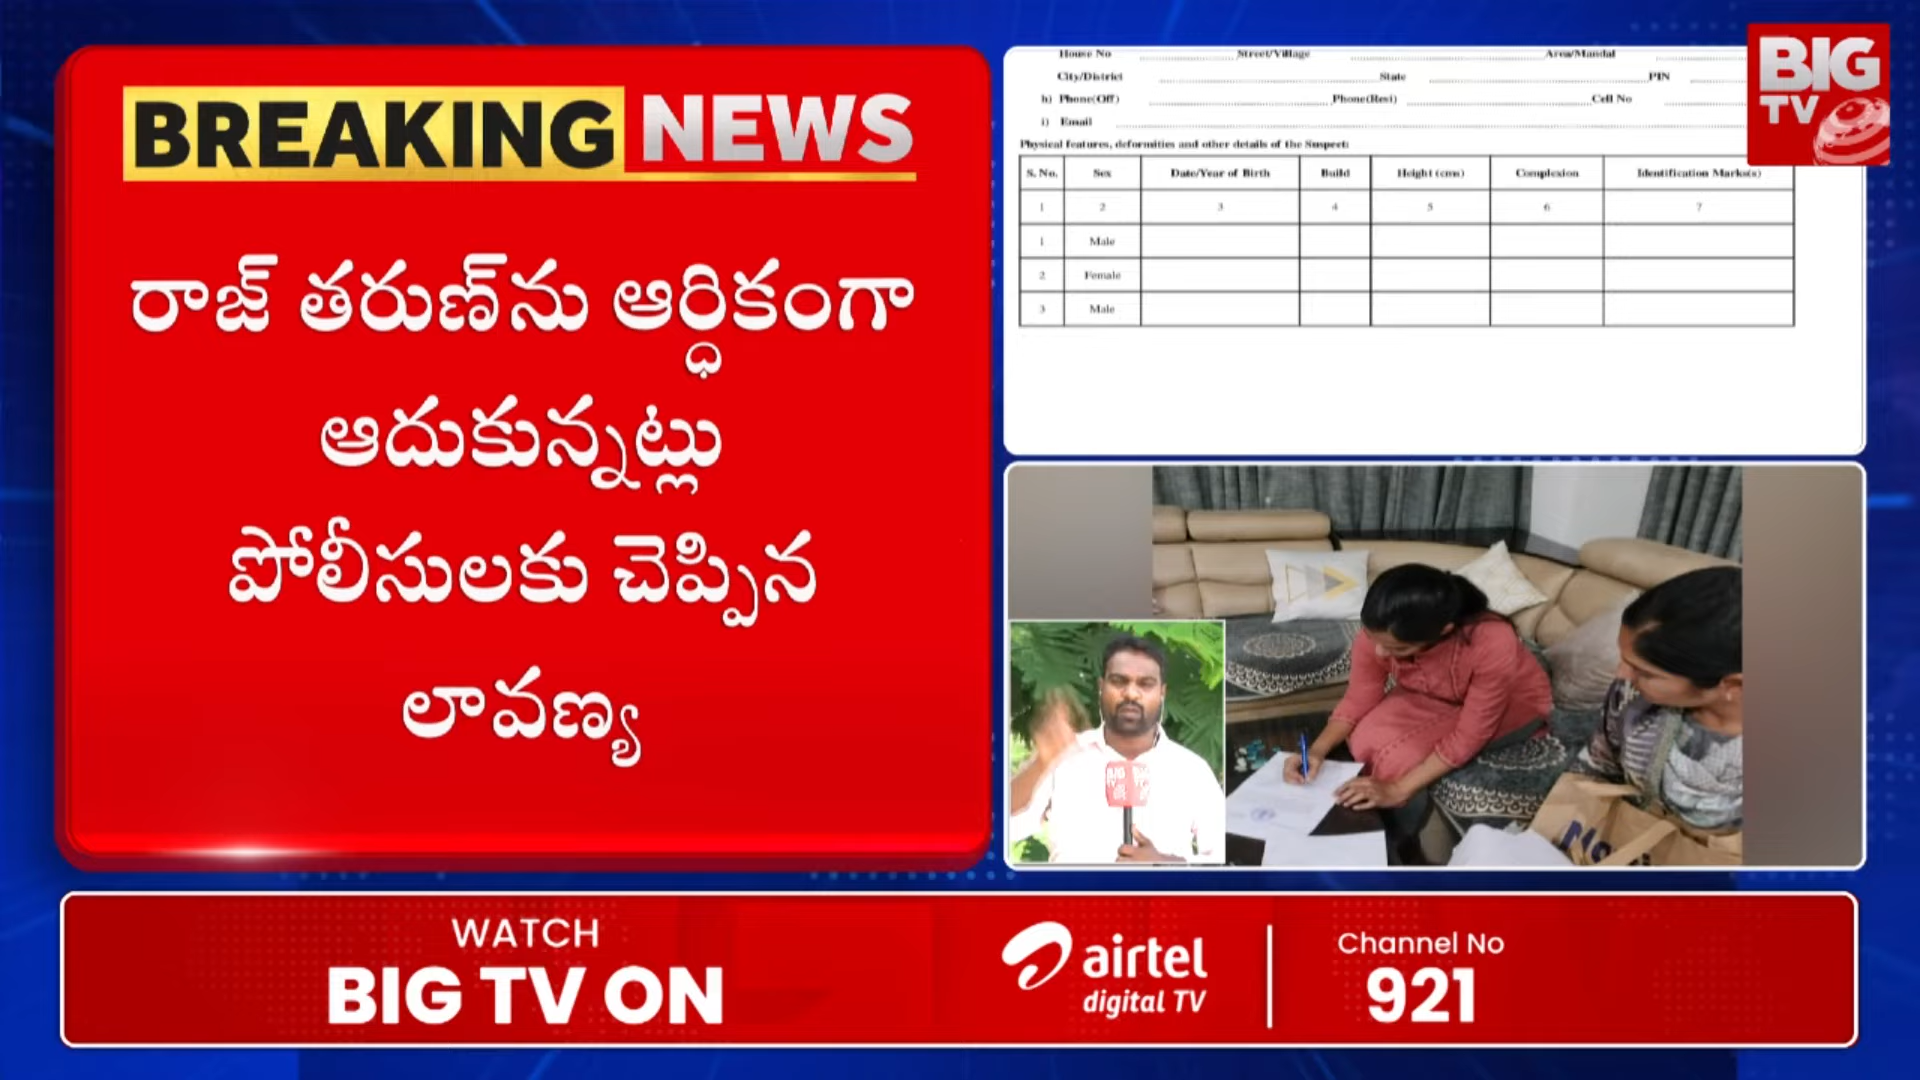 BREAKING NEWS
రాజ్ తరుణ్‌ను ఆర్ధికంగా
ఆదుకున్నట్లు
పోలీసులకు చెప్పిన
లావణ్య
House No Street/Village Area/Mandal
City/District State PIN
h) Phone(Off) Phone(Resi) Cell No
i) Email
Physical features, deformities and other details of the Suspect:
S. No. Sex Date/Year of Birth Build Height (cms) Complexion Identification Marks(s)
1 2 3 4 5 6 7
1 Male
2 Female
3 Male
BIG
TV
BIG BIG
WATCH
BIG TV ON
airtel
digital TV
Channel No
921